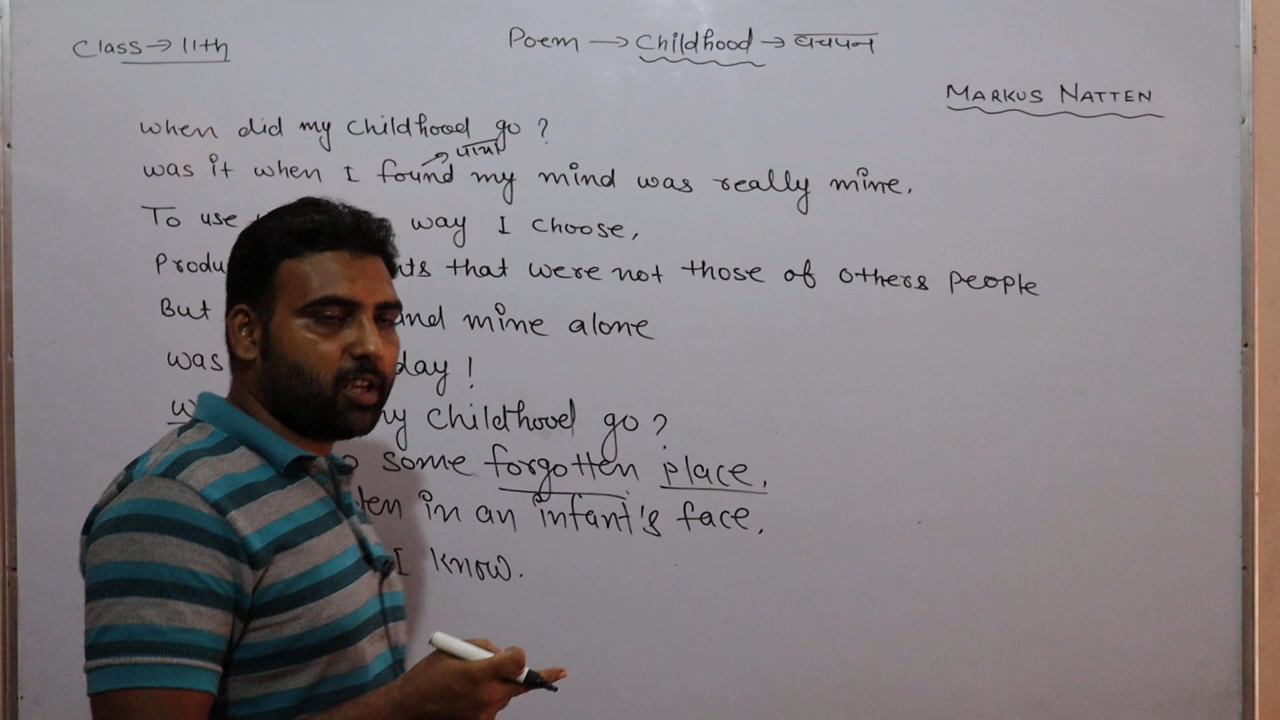 Class→ 11th
Poem → Childhood → बचपन
MARKUS NATTEN
When did my childhood go ?
→ पाया
was it when I found my mind was really mine.
To use way I choose,
Produ nts that were not those of others people
But and mine alone
was day !
my childhood go ?
some forgotten place.
ten in an infant's face.
I know.